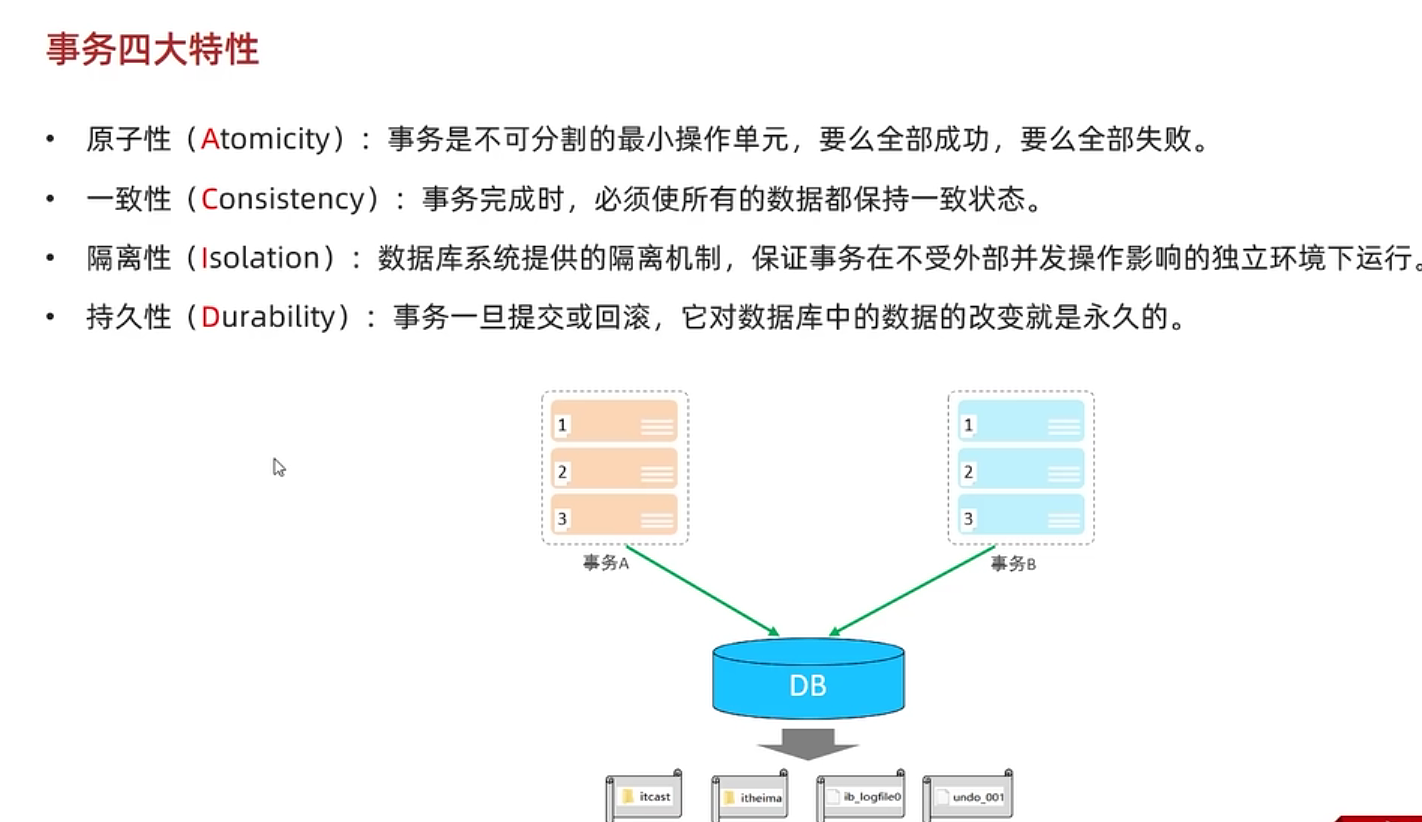 事务四大特性
• 原子性（Atomicity）：事务是不可分割的最小操作单元，要么全部成功，要么全部失败。
• 一致性（Consistency）：事务完成时，必须使所有的数据都保持一致状态。
• 隔离性（Isolation）：数据库系统提供的隔离机制，保证事务在不受外部并发操作影响的独立环境下运行。
• 持久性（Durability）：事务一旦提交或回滚，它对数据库中的数据的改变就是永久的。
1 1
2 2
3 3
事务A 事务B
DB
itcast itheima ib_logfile0 undo_001